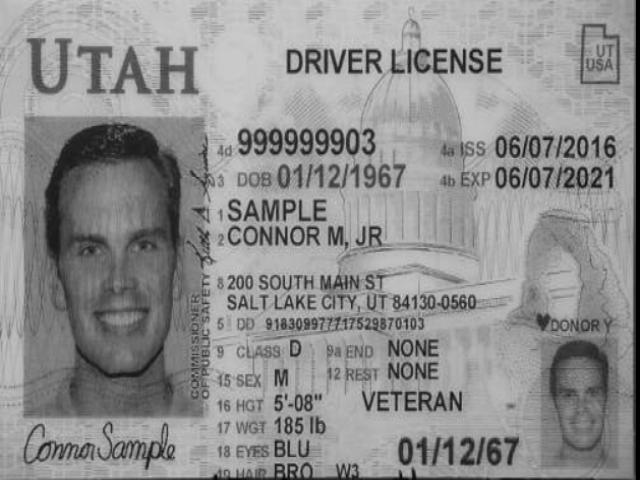 UTAH DRIVER LICENSE UT USA
4d 999999903 4a ISS 06/07/2016
3 DOB 01/12/1967 4b EXP 06/07/2021
1 SAMPLE
2 CONNOR M, JR
8 200 SOUTH MAIN ST
SALT LAKE CITY, UT 84130-0560
5 DD 918309977717529870103
DONOR Y
9 CLASS D 9a END NONE
15 SEX M 12 REST NONE
16 HGT 5'-08" VETERAN
17 WGT 185 lb
18 EYES BLU 01/12/67
19 HAIR BRO W3
COMMISSIONER
OF PUBLIC SAFETY
Connor Sample